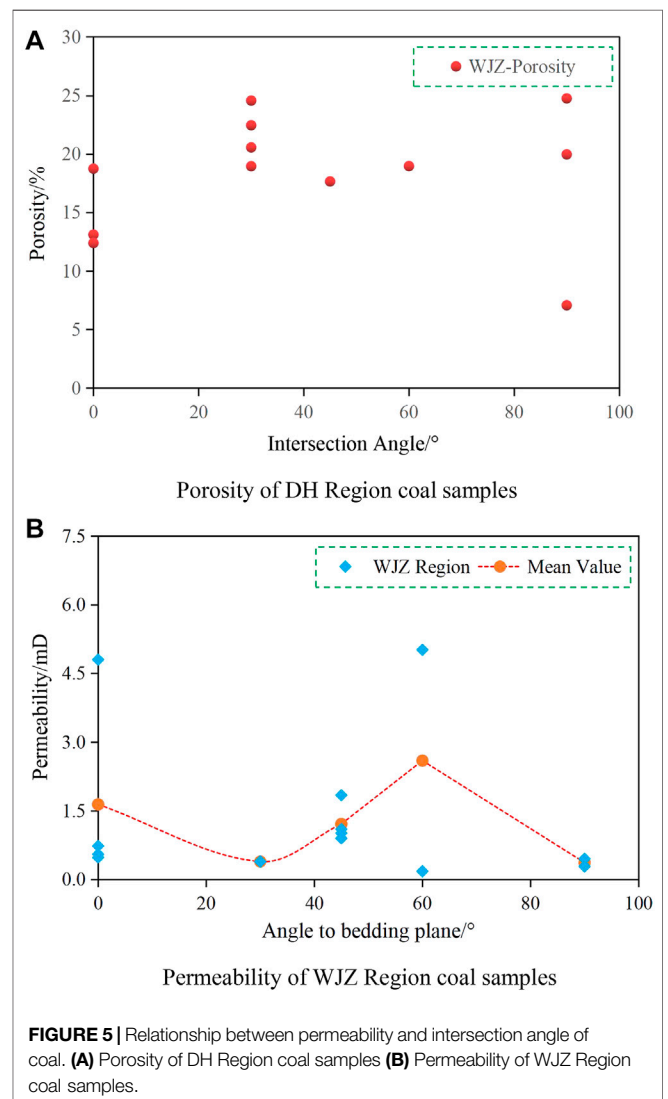 A
30
25
20
15
10
5
0
Porosity/%
WJZ-Porosity
0 20 40 60 80 100
Intersection Angle/°
Porosity of DH Region coal samples
B
7.5
6.0
4.5
3.0
1.5
0.0
Permeability/mD
WJZ Region Mean Value
0 20 40 60 80 100
Angle to bedding plane/°
Permeability of WJZ Region coal samples
FIGURE 5 | Relationship between permeability and intersection angle of
coal. (A) Porosity of DH Region coal samples (B) Permeability of WJZ Region
coal samples.